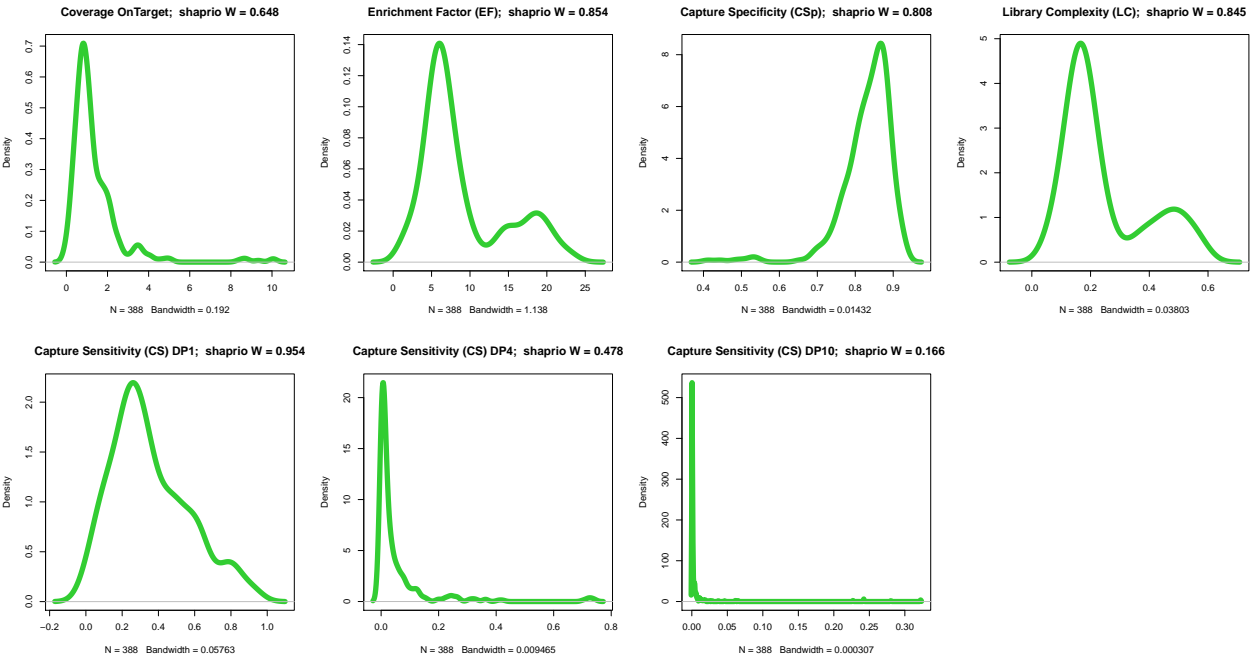 Coverage OnTarget;  shaprio W = 0.648
0.0 0.1 0.2 0.3 0.4 0.5 0.6 0.7
Density
0 2 4 6 8 10
N = 388   Bandwidth = 0.192
Enrichment Factor (EF);  shaprio W = 0.854
0.00 0.02 0.04 0.06 0.08 0.10 0.12 0.14
Density
0 5 10 15 20 25
N = 388   Bandwidth = 1.138
Capture Specificity (CSp);  shaprio W = 0.808
0 2 4 6 8
Density
0.4 0.5 0.6 0.7 0.8 0.9
N = 388   Bandwidth = 0.01432
Library Complexity (LC);  shaprio W = 0.845
0 1 2 3 4 5
Density
0.0 0.2 0.4 0.6
N = 388   Bandwidth = 0.03803
Capture Sensitivity (CS) DP1;  shaprio W = 0.954
0.0 0.5 1.0 1.5 2.0
Density
−0.2 0.0 0.2 0.4 0.6 0.8 1.0
N = 388   Bandwidth = 0.05763
Capture Sensitivity (CS) DP4;  shaprio W = 0.478
0 5 10 15 20
Density
0.0 0.2 0.4 0.6 0.8
N = 388   Bandwidth = 0.009465
Capture Sensitivity (CS) DP10;  shaprio W = 0.166
0 100 200 300 400 500
Density
0.00 0.05 0.10 0.15 0.20 0.25 0.30
N = 388   Bandwidth = 0.000307